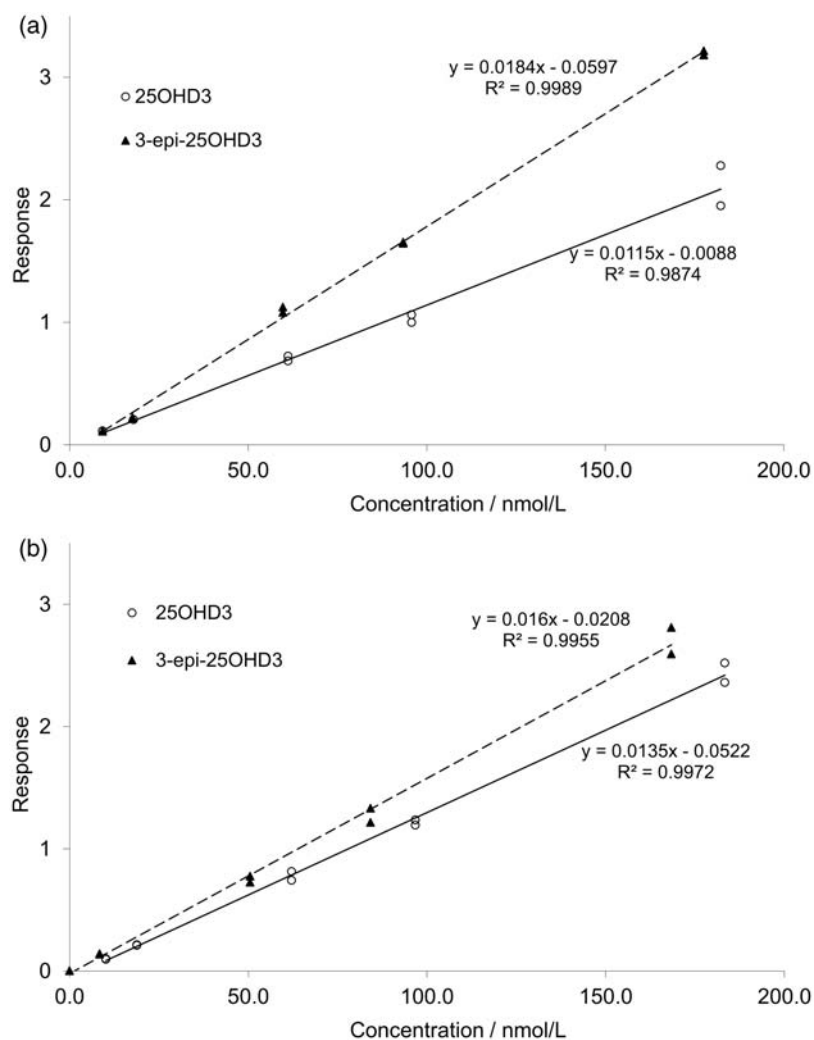 (a)
25OHD3
3-epi-25OHD3
y = 0.0184x - 0.0597
R² = 0.9989
y = 0.0115x - 0.0088
R² = 0.9874
Response
3
2
1
0
0.0 50.0 100.0 150.0 200.0
Concentration / nmol/L
(b)
25OHD3
3-epi-25OHD3
y = 0.016x - 0.0208
R² = 0.9955
y = 0.0135x - 0.0522
R² = 0.9972
Response
3
2
1
0
0.0 50.0 100.0 150.0 200.0
Concentration / nmol/L